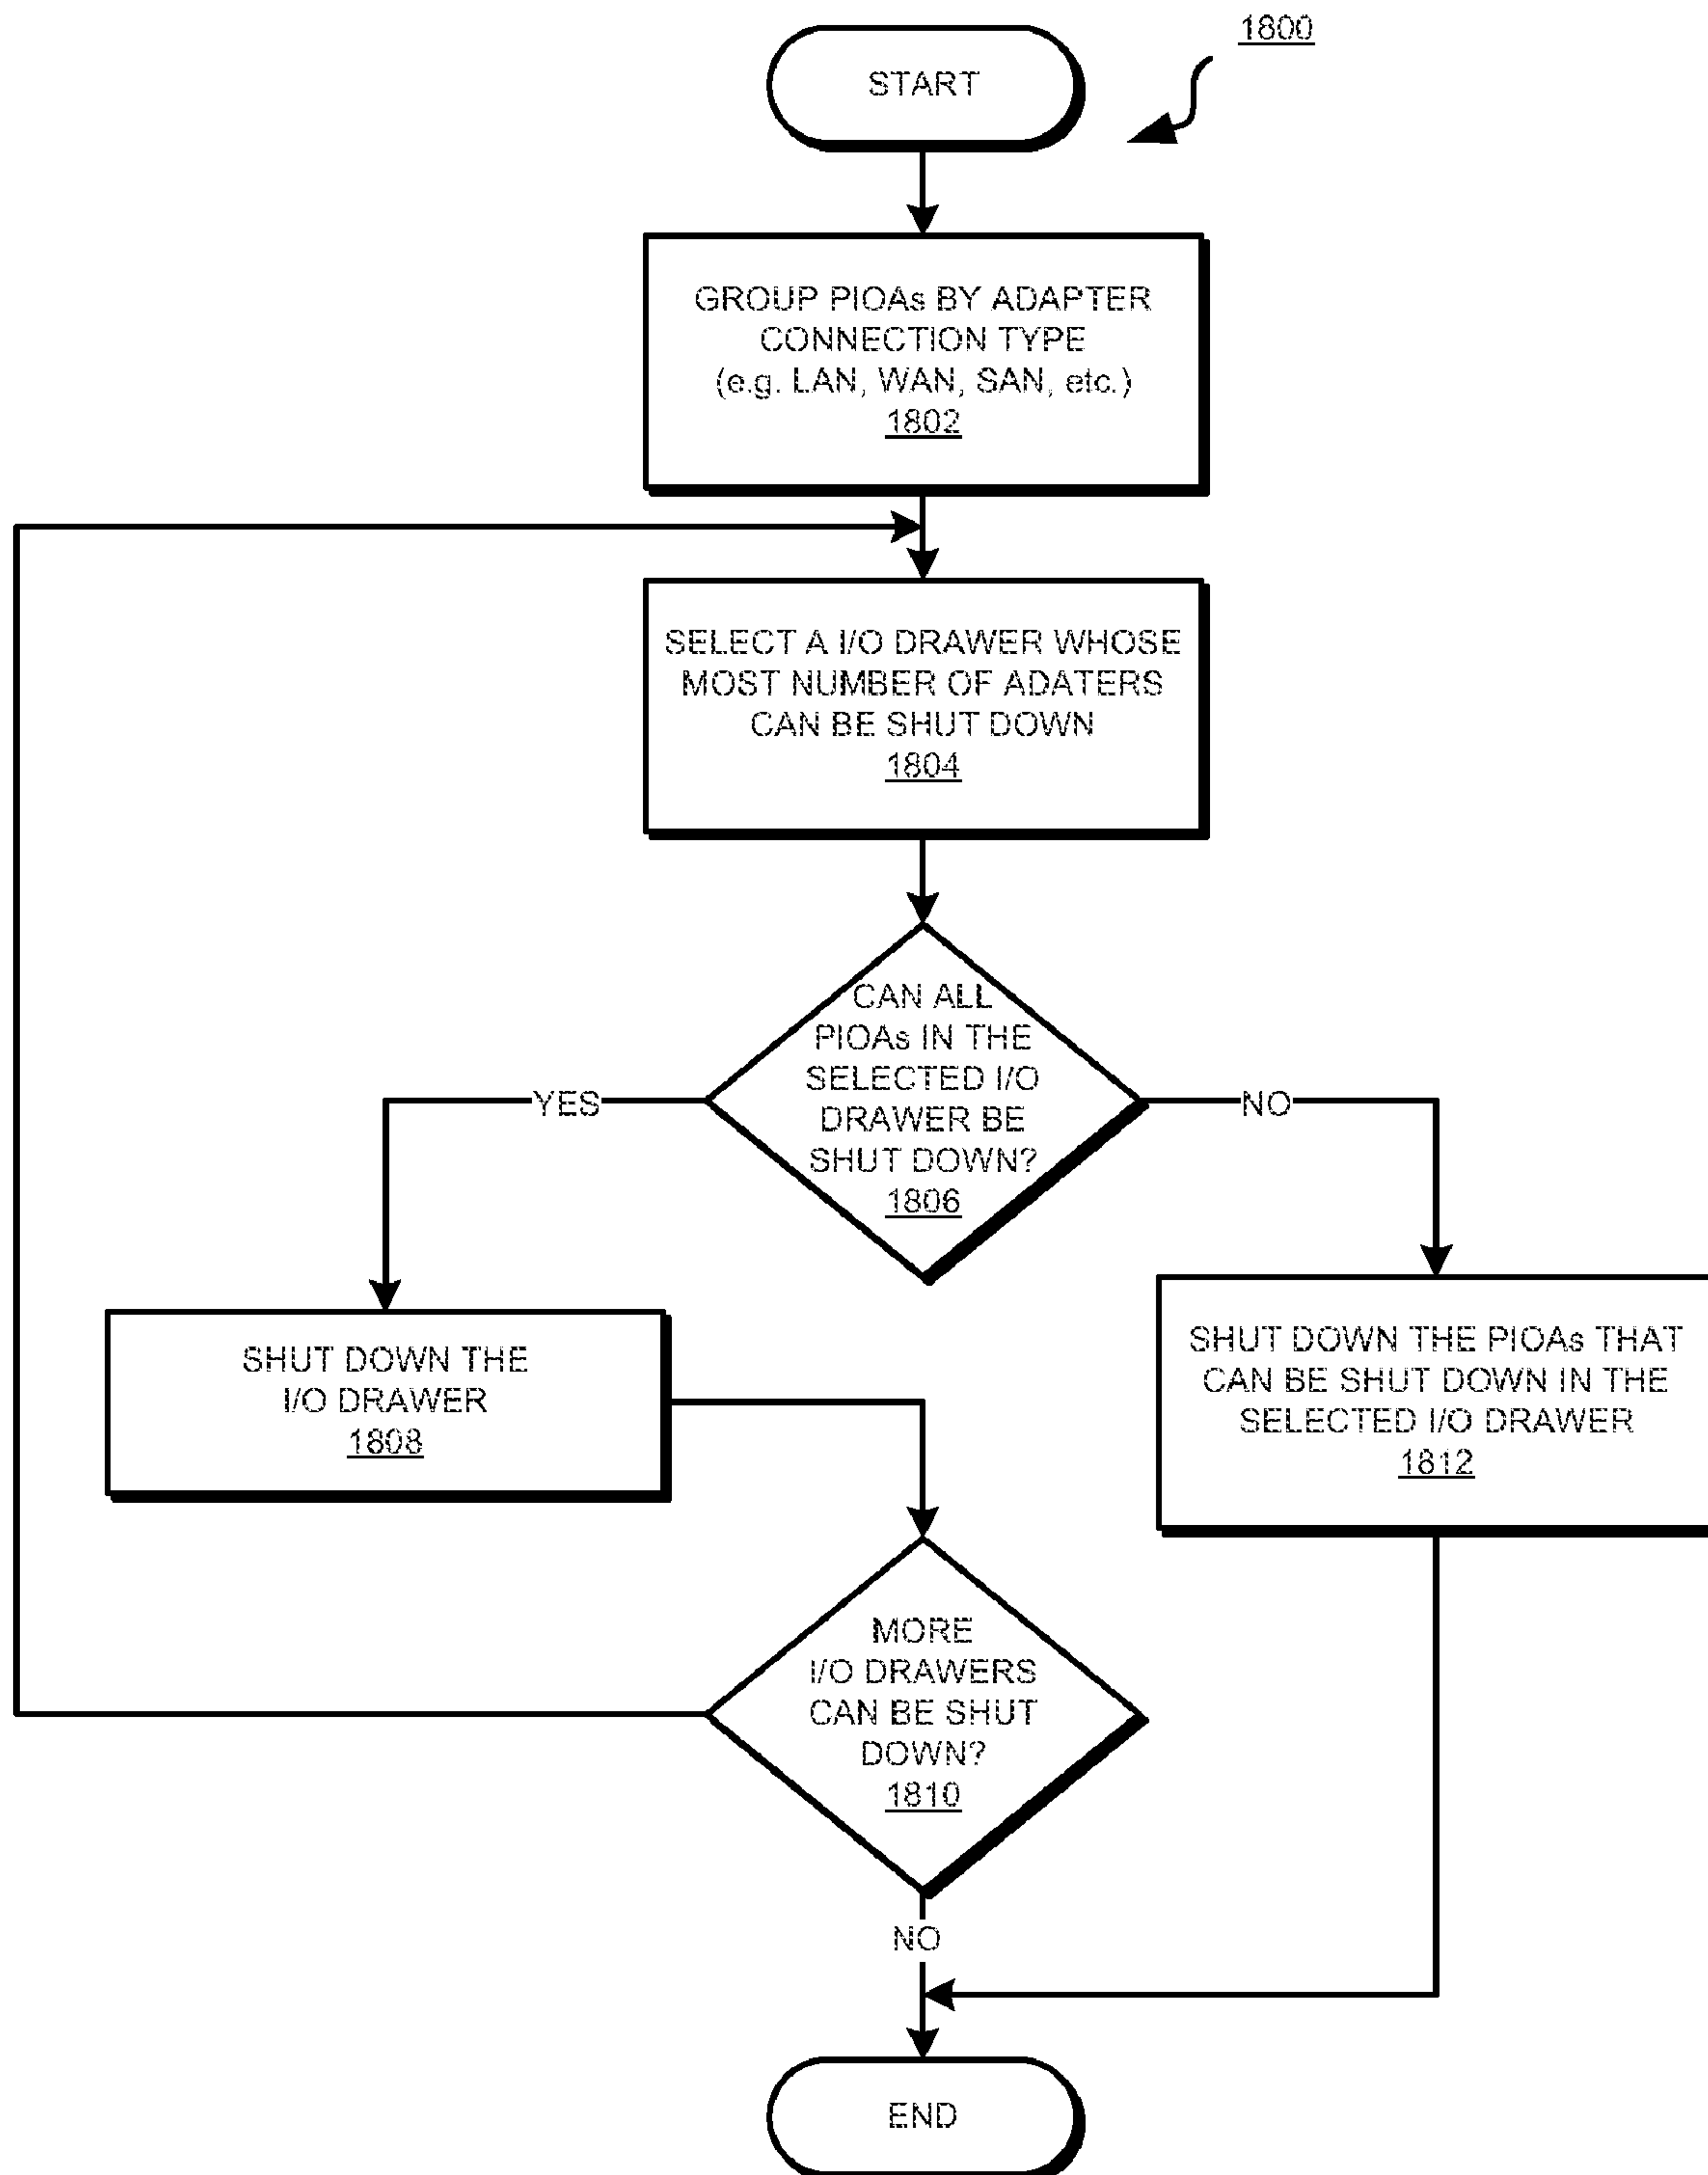 1800
START
GROUP PIOAs BY ADAPTER
CONNECTION TYPE
(e.g. LAN, WAN, SAN, etc.)
1802
SELECT A I/O DRAWER WHOSE
MOST NUMBER OF ADATERS
CAN BE SHUT DOWN
1804
CAN ALL
PIOAs IN THE
SELECTED I/O
DRAWER BE
SHUT DOWN?
1806
YES
NO
SHUT DOWN THE
I/O DRAWER
1808
SHUT DOWN THE PIOAs THAT
CAN BE SHUT DOWN IN THE
SELECTED I/O DRAWER
1812
MORE
I/O DRAWERS
CAN BE SHUT
DOWN?
1810
NO
END